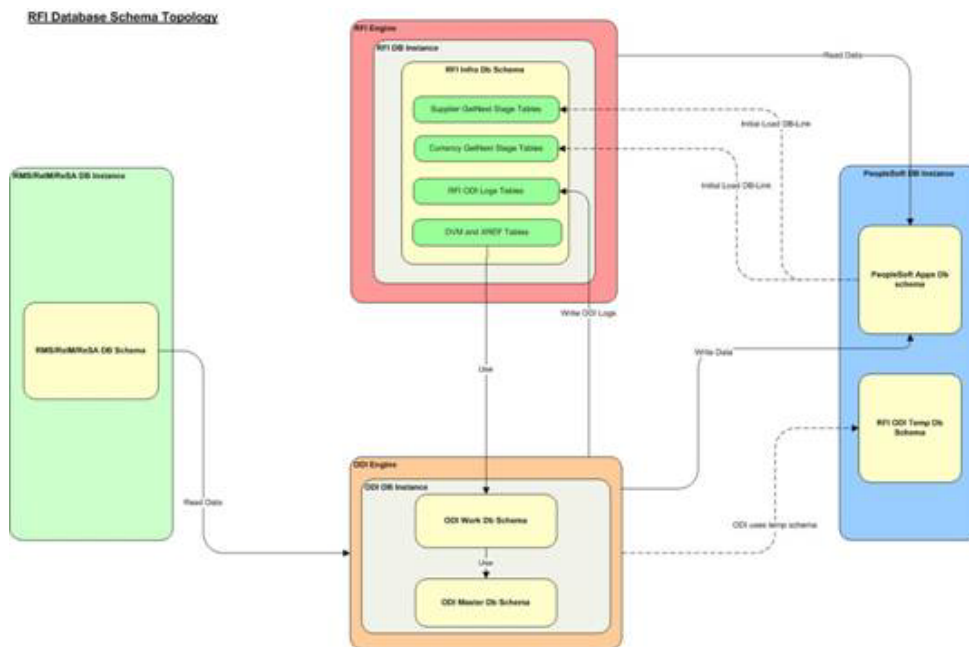 RFI Database Schema Topology
RFI Engine
RFI DB Instance
RFI Infra Db Schema
Supplier GetNext Stage Tables
Currency GetNext Stage Tables
RFI ODI Logs Tables
DVM and XREF Tables
Read Data
Initial Load DB-Link
Initial Load DB-Link
RMS/ReIM/ReSA DB Instance
RMS/ReIM/ReSA DB Schema
PeopleSoft DB Instance
PeopleSoft Apps Db
schema
RFI ODI Temp Db
Schema
Write ODI Logs
Write Data
Use
Read Data
ODI uses temp schema
ODI Engine
ODI DB Instance
ODI Work Db Schema
Use
ODI Master Db Schema